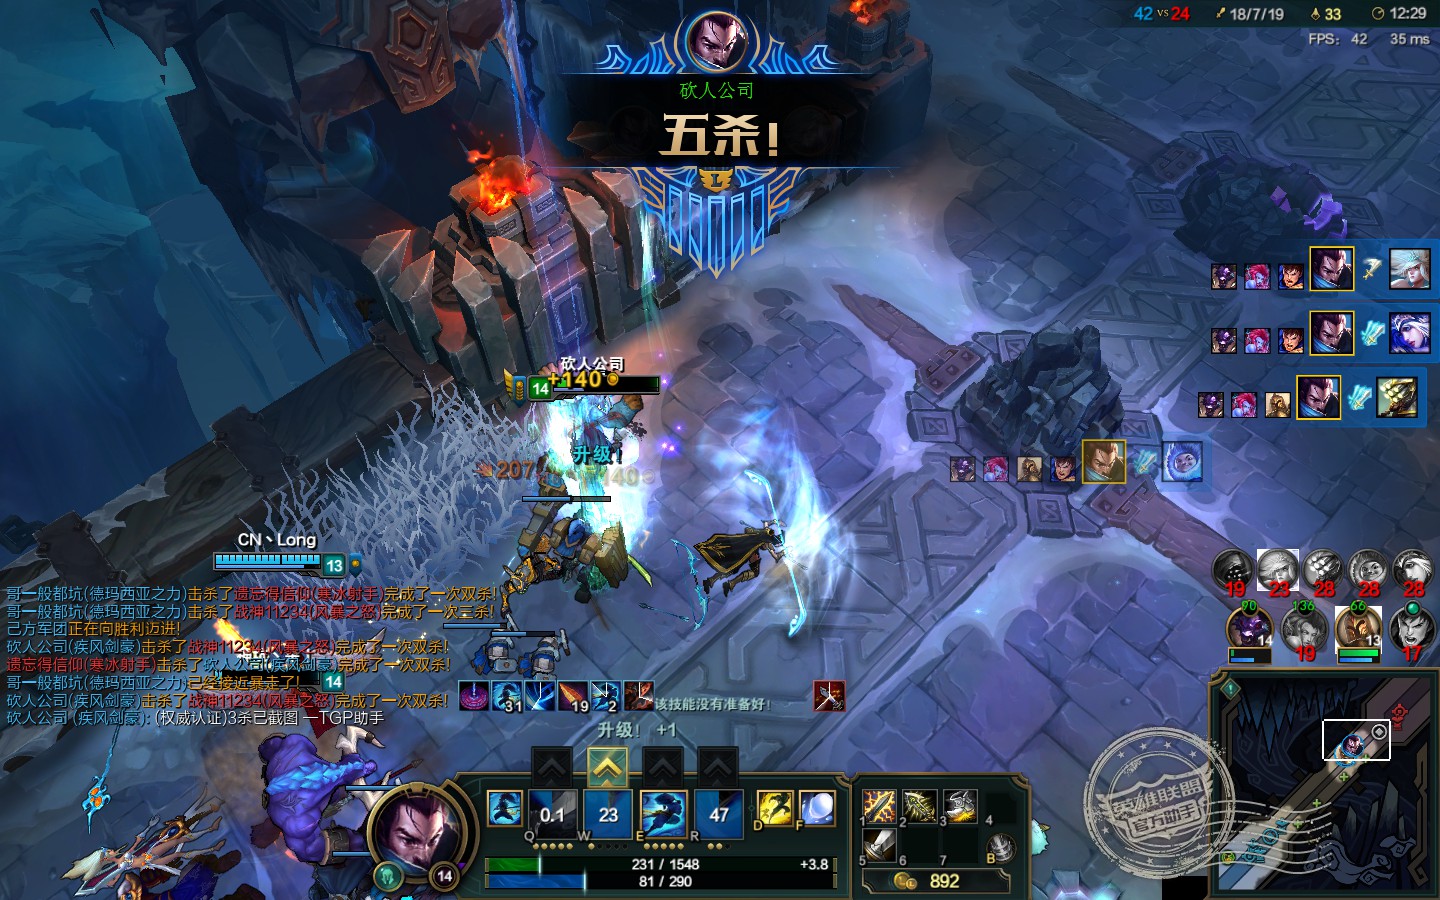 42 vs 24 18/7/19 33 12:29
FPS: 42 35 ms
砍人公司
五杀!
砍人公司
14 +140
升级!
207
140
CN丶Long
13
哥一般都坑(德玛西亚之力)击杀了遗忘得信仰(寒冰射手)完成了一次双杀!
哥一般都坑(德玛西亚之力)击杀了战神11234(风暴之怒)完成了一次三杀!
己方军团正在向胜利迈进!
砍人公司(疾风剑豪)击杀了战神11234(风暴之怒)完成了一次双杀!
遗忘得信仰(寒冰射手)击杀了砍人公司(疾风剑豪)完成了一次双杀!
哥一般都坑(德玛西亚之力)已经接近暴走了!
14
砍人公司(疾风剑豪)击杀了战神11234(风暴之怒)完成了一次双杀!
砍人公司 (疾风剑豪): (权威认证)3杀已截图 —TGP助手
31 19 2 该技能没有准备好!
升级! +1
19 23 28 28 28
90 136 66
14 19 13 17
0.1 23 47
Q W E R D F
231 / 1548 +3.8
81 / 290
14
1 2 3 4
5 6 7 B
892
英雄联盟
官方助手